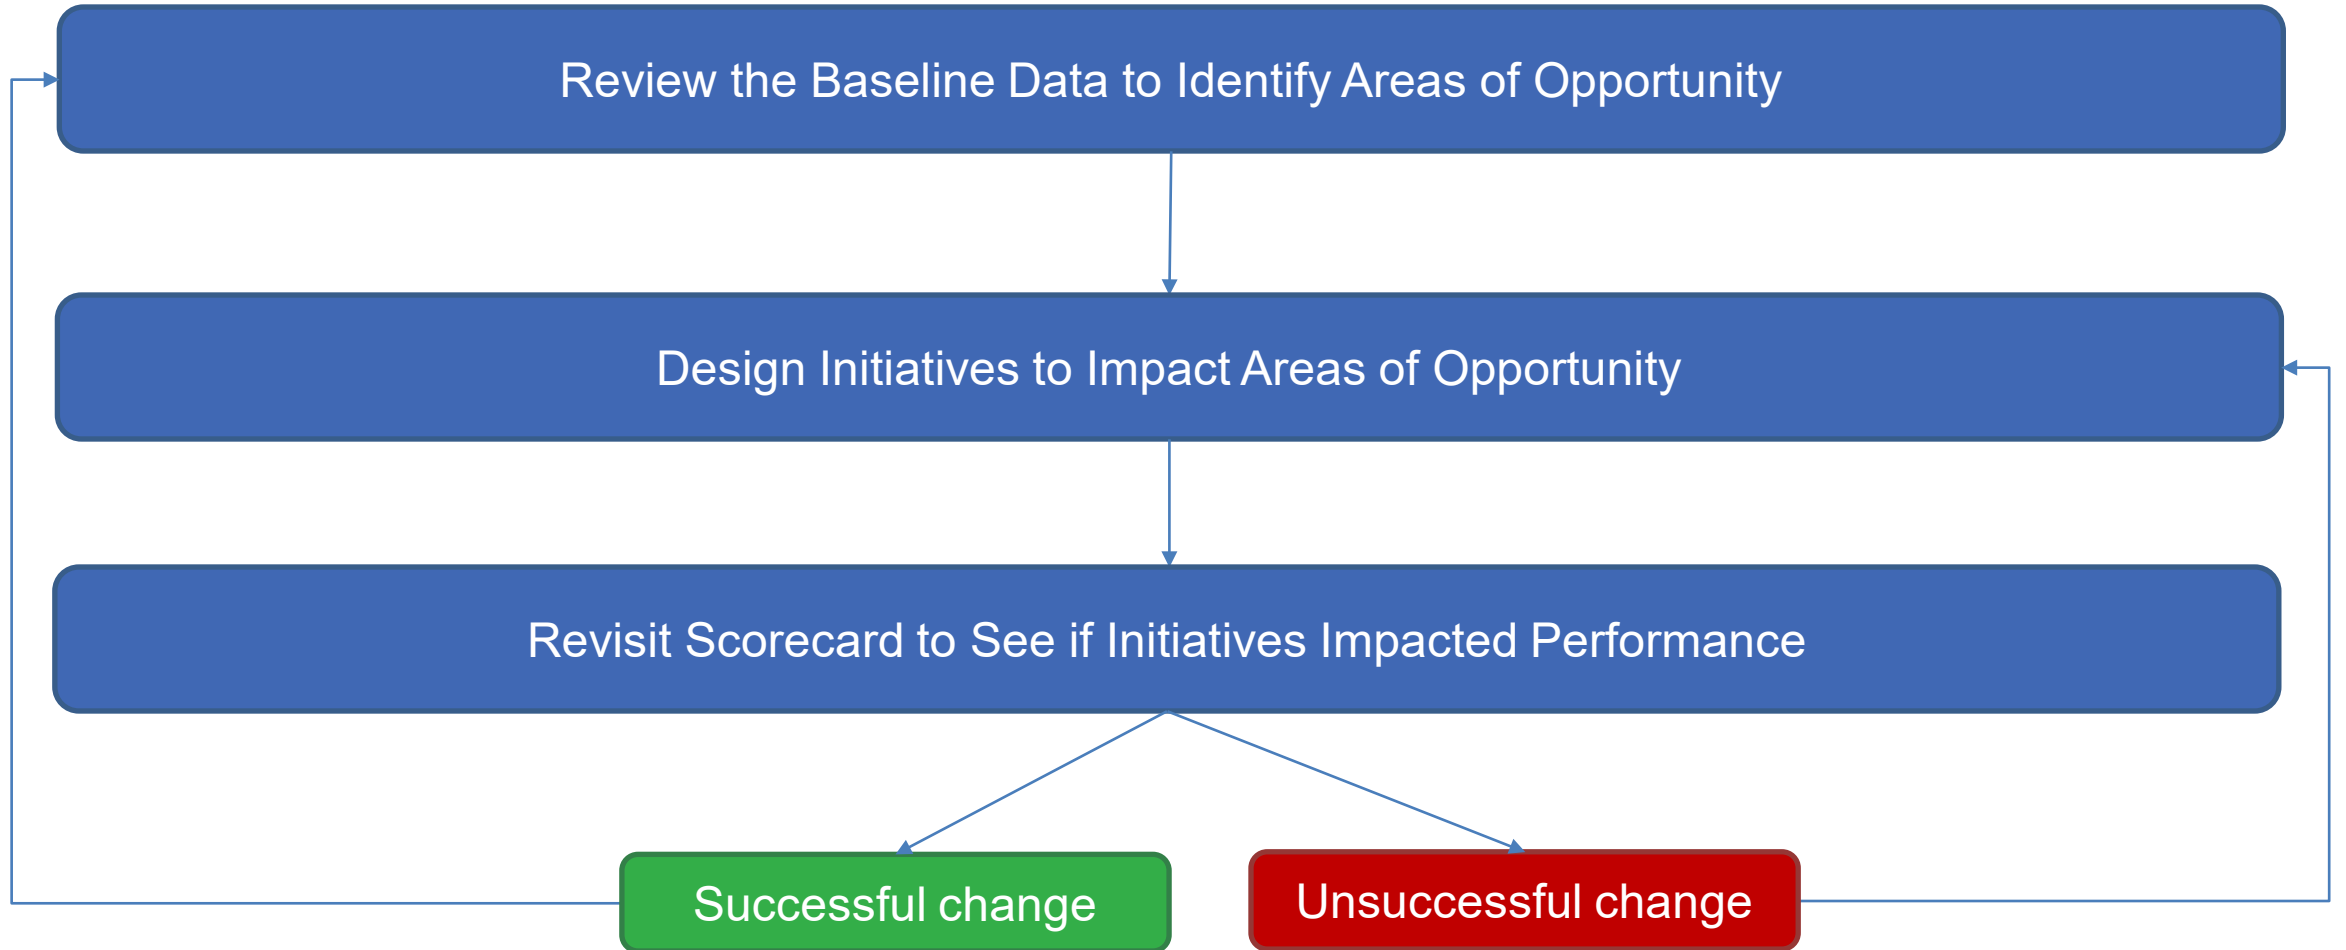 Review the Baseline Data to Identify Areas of Opportunity
Design Initiatives to Impact Areas of Opportunity
Revisit Scorecard to See if Initiatives Impacted Performance
Successful change
Unsuccessful change